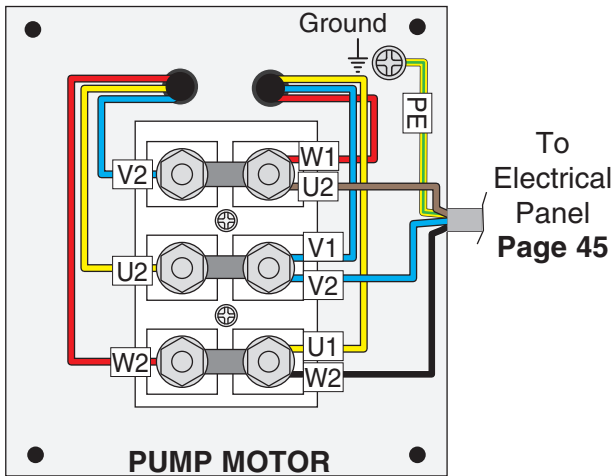 Ground
PE
To
Electrical
Panel
Page 45
W1
V2
U2
V1
U2
V2
U1
W2
W2
PUMP MOTOR